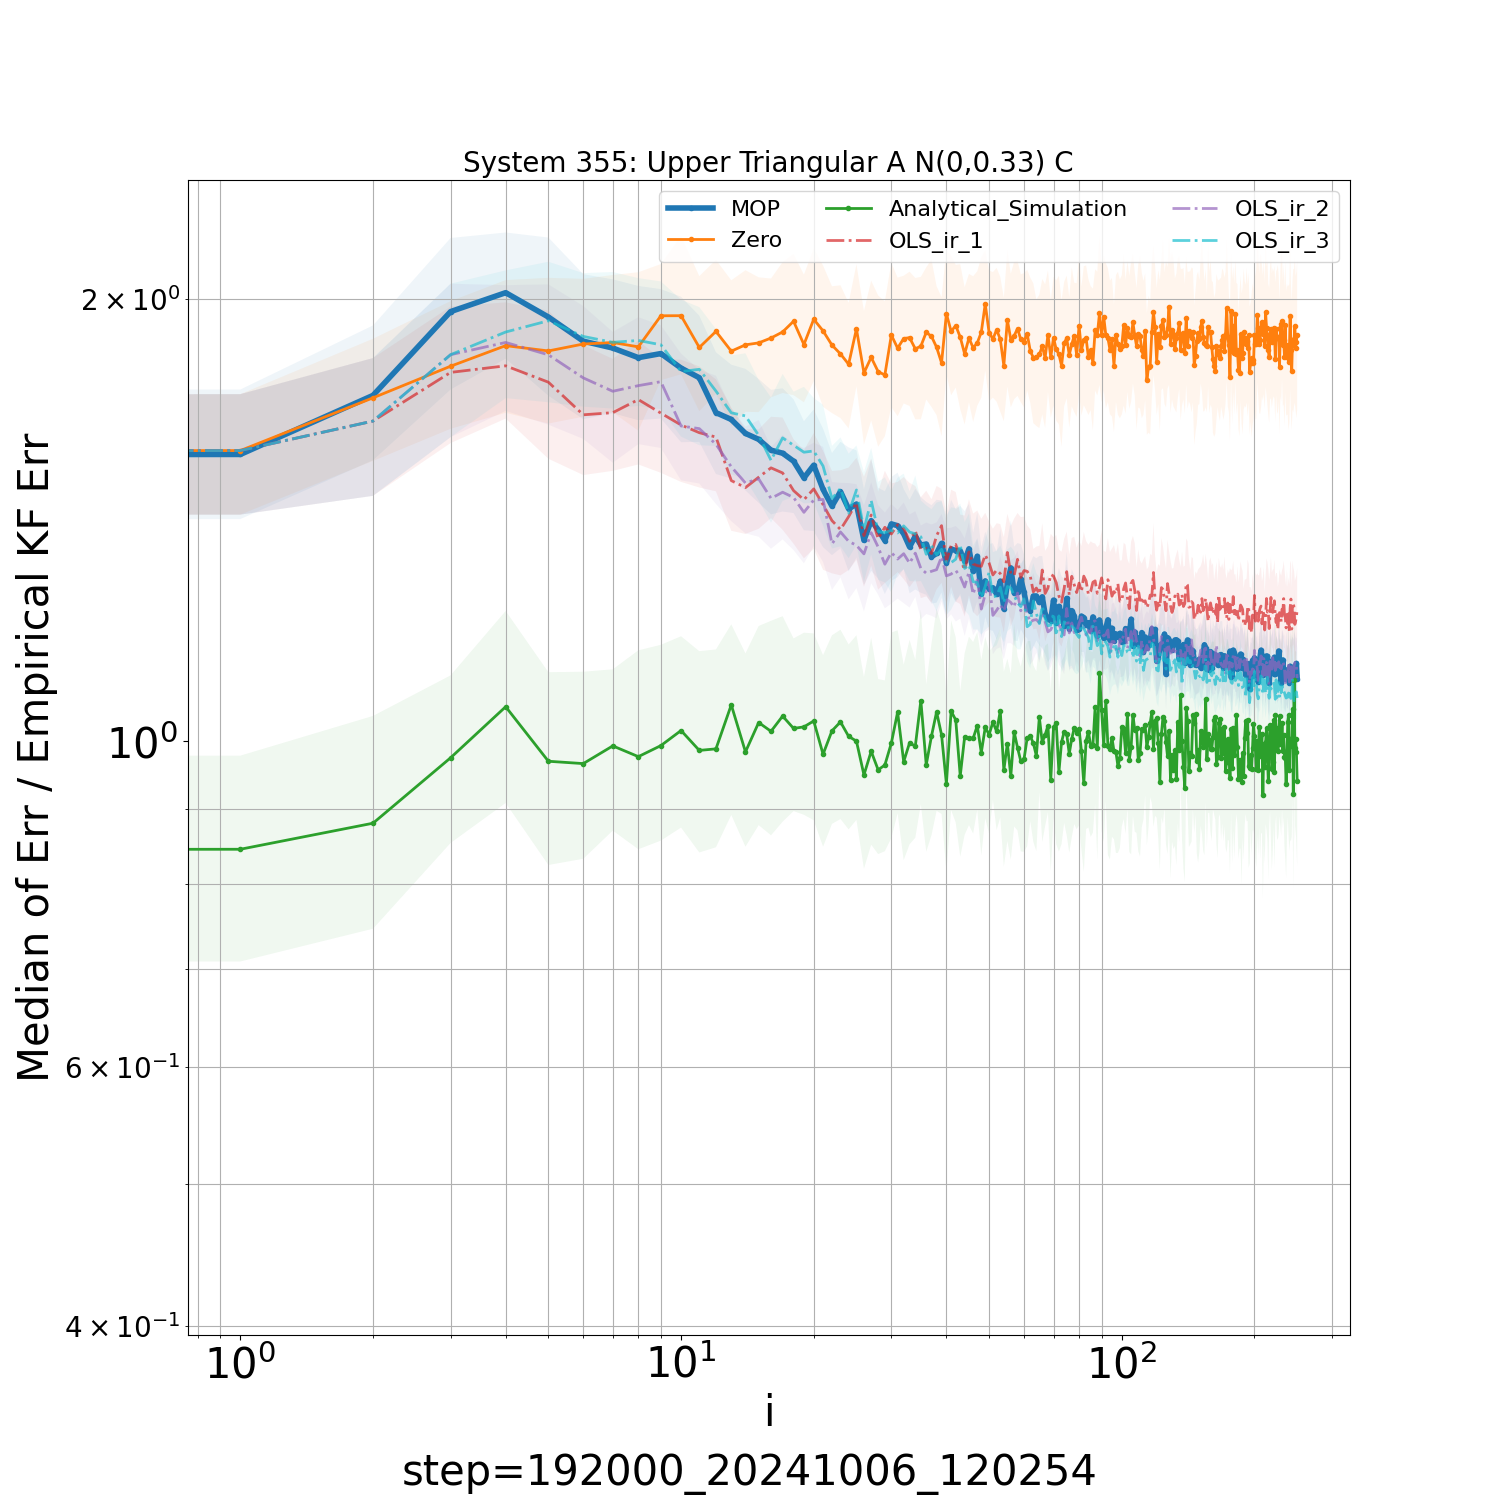 System 355: Upper Triangular A N(0,0.33) C
MOP
Zero
Analytical_Simulation
OLS_ir_1
OLS_ir_2
OLS_ir_3
Median of Err / Empirical KF Err
2 × 10⁰
10⁰
6 × 10⁻¹
4 × 10⁻¹
10⁰ 10¹ 10²
i
step=192000_20241006_120254